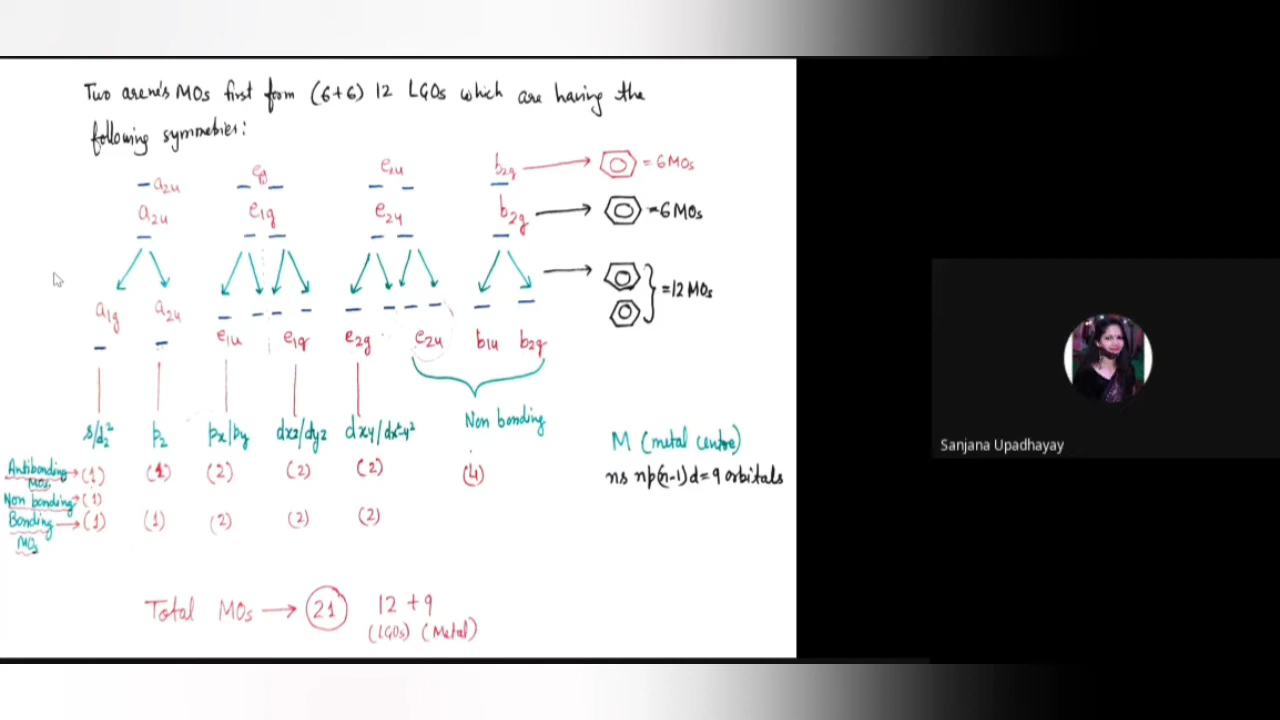 Two arene's MOs first from (6+6) 12 LGOs which are having the
following symmetries:
a2u e1g e2u b2g = 6MOs
a2u e1g e2u b2g = 6MOs
= 12 MOs
a1g a2u e1u e1g e2g e2u b1u b2g
s/dz² pz px/py dxz/dyz dxy/dx²-y² Non bonding
M (metal centre)
Antibonding MOs (1) (1) (2) (2) (2) (4)
ns np(n-1)d = 9 orbitals
Non bonding (1)
Bonding MOs (1) (1) (2) (2) (2)
Total MOs → 21 12 + 9
(LGOs) (Metal)
Sanjana Upadhayay